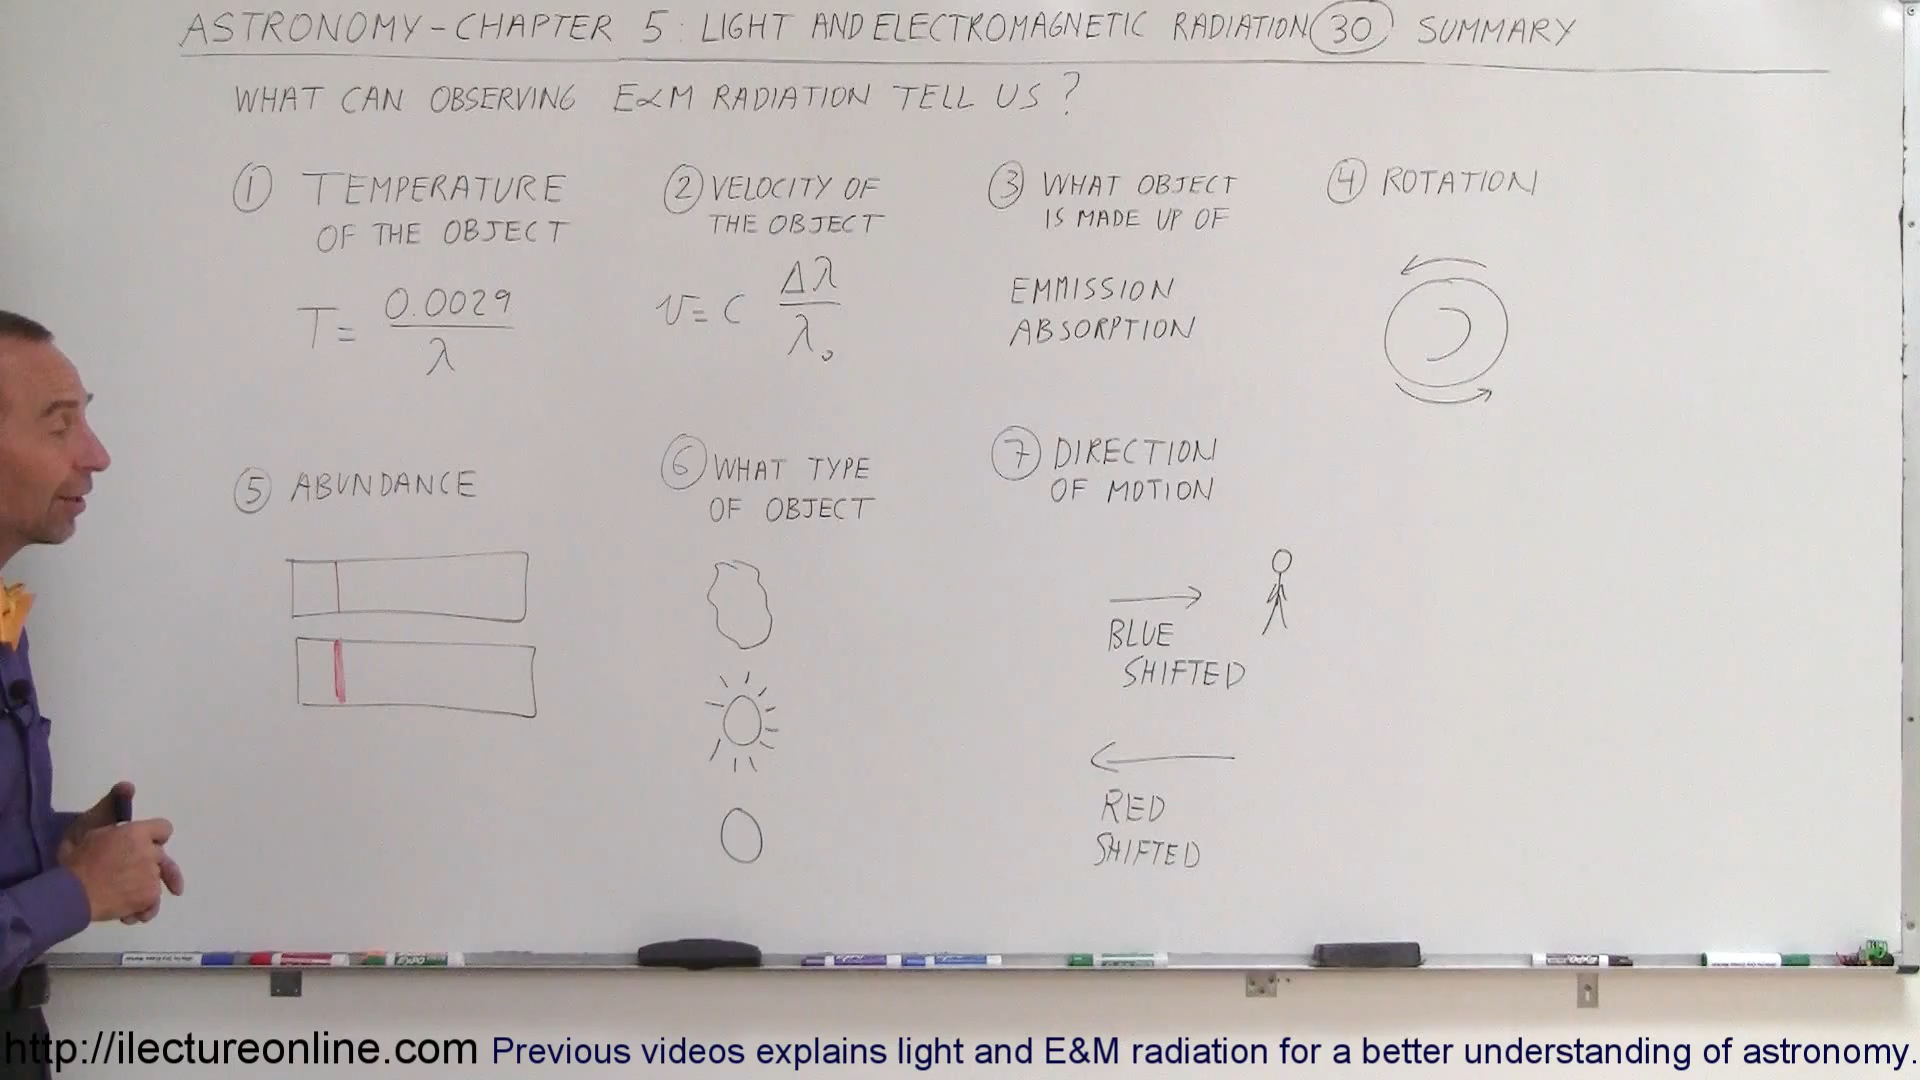 ASTRONOMY - CHAPTER 5: LIGHT AND ELECTROMAGNETIC RADIATION 30 SUMMARY
WHAT CAN OBSERVING E&M RADIATION TELL US?
① TEMPERATURE
OF THE OBJECT
T = 0.0029 / λ
② VELOCITY OF
THE OBJECT
v = c Δλ / λ₀
③ WHAT OBJECT
IS MADE UP OF
EMMISSION
ABSORPTION
④ ROTATION
⑤ ABUNDANCE
⑥ WHAT TYPE
OF OBJECT
⑦ DIRECTION
OF MOTION
BLUE
SHIFTED
RED
SHIFTED
http://ilectureonline.com Previous videos explains light and E&M radiation for a better understanding of astronomy.